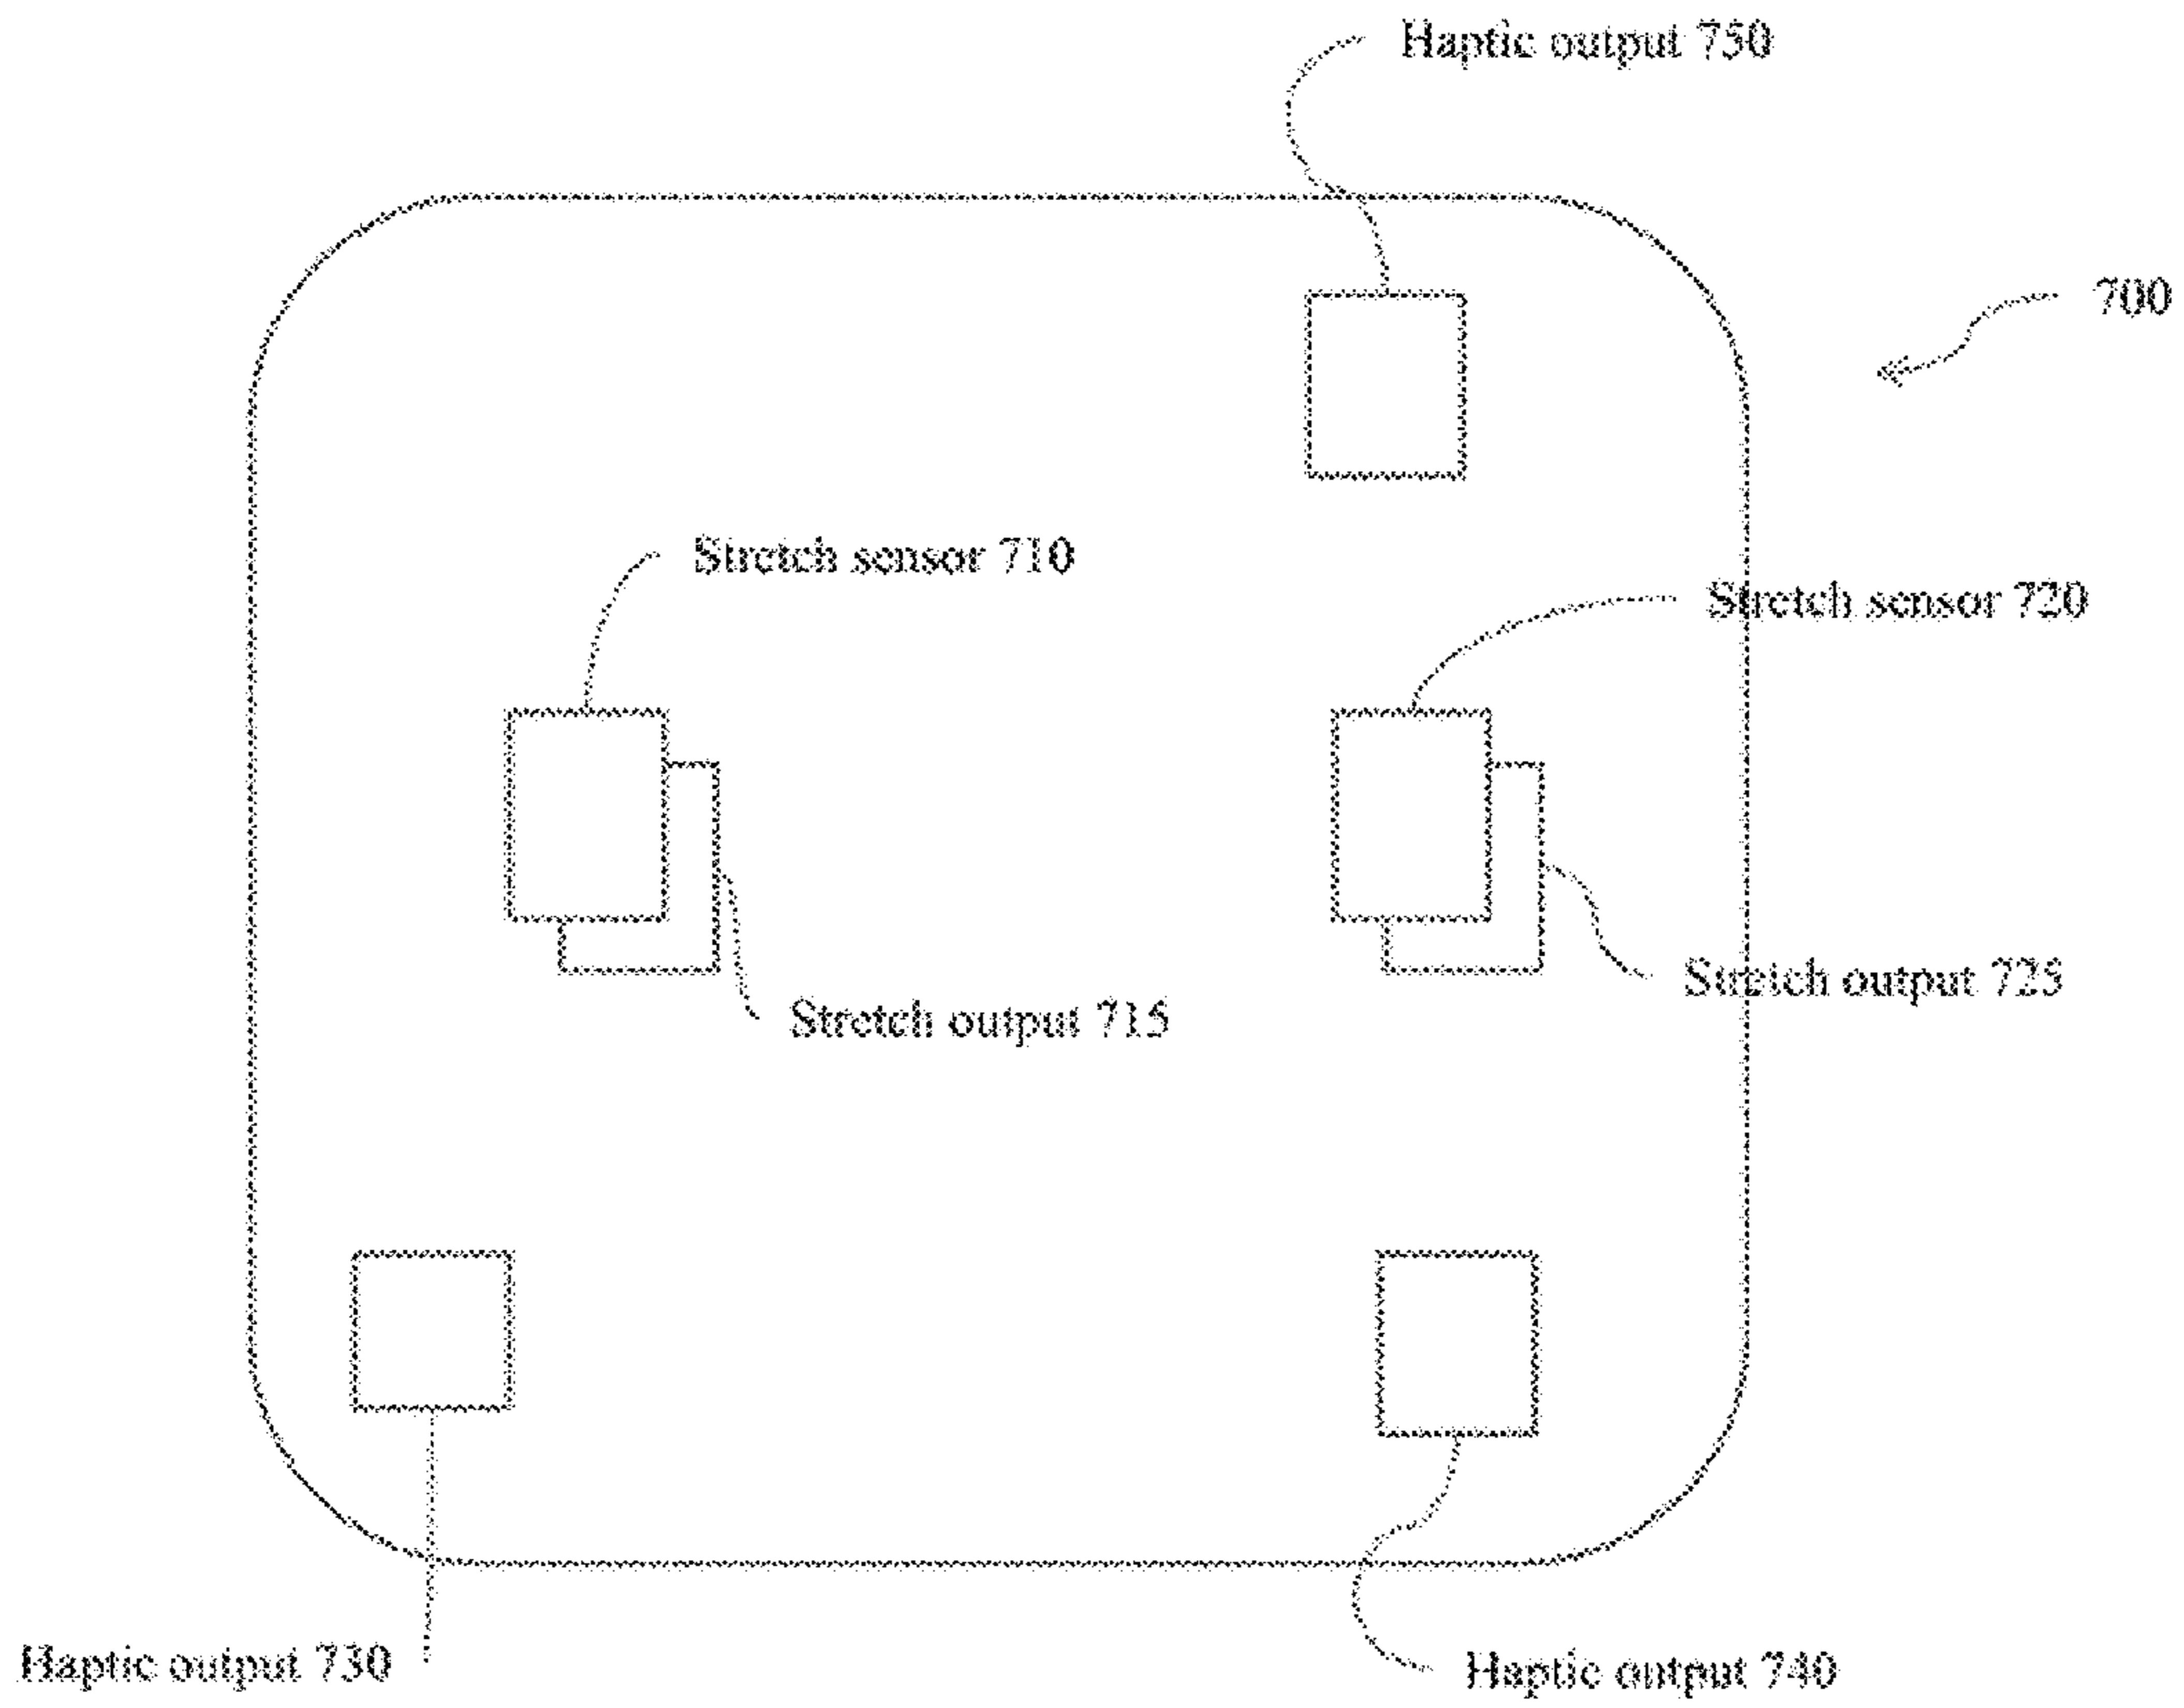 Haptic output 750
700
Stretch sensor 710
Stretch sensor 720
Stretch output 725
Stretch output 715
Haptic output 730
Haptic output 740